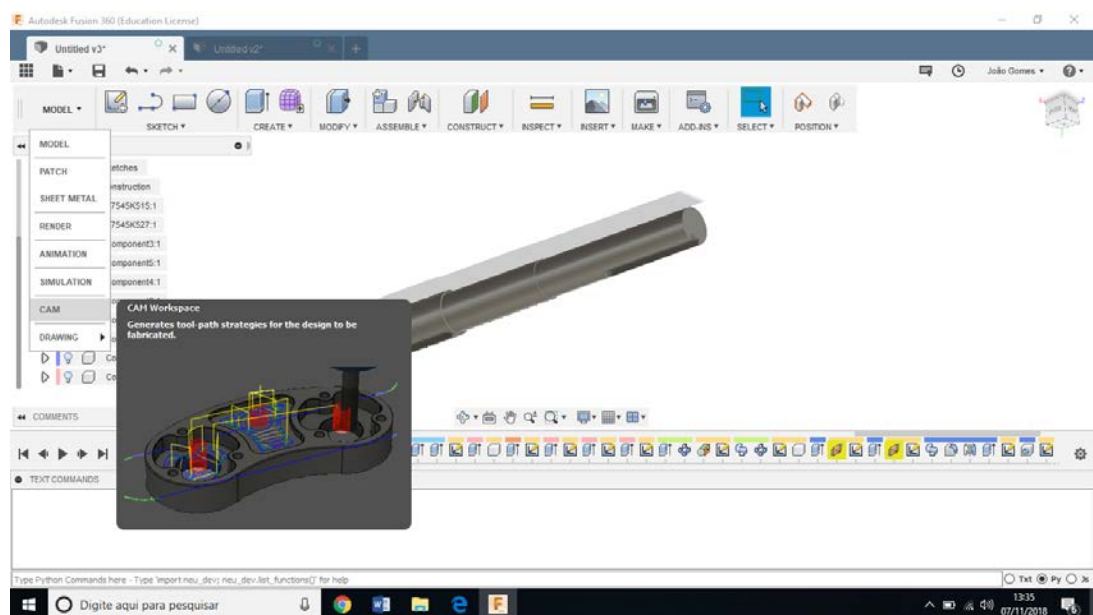 Autodesk Fusion 360 (Education License)
Untitled v3*
Untitled v2*
João Gomes
MODEL
SKETCH
CREATE
MODIFY
ASSEMBLE
CONSTRUCT
INSPECT
INSERT
MAKE
ADD-INS
SELECT
POSITION
MODEL
PATCH
SHEET METAL
RENDER
ANIMATION
SIMULATION
CAM
DRAWING
etches
nstruction
7545K515:1
7545K527:1
omponent3:1
omponent5:1
omponent4:1
CAM Workspace
Generates tool-path strategies for the design to be
fabricated.
COMMENTS
TEXT COMMANDS
Type Python Commands here - Type 'import neu_dev; neu_dev.list_functions()' for help
Txt
Py
Digite aqui para pesquisar
13:35
07/11/2018